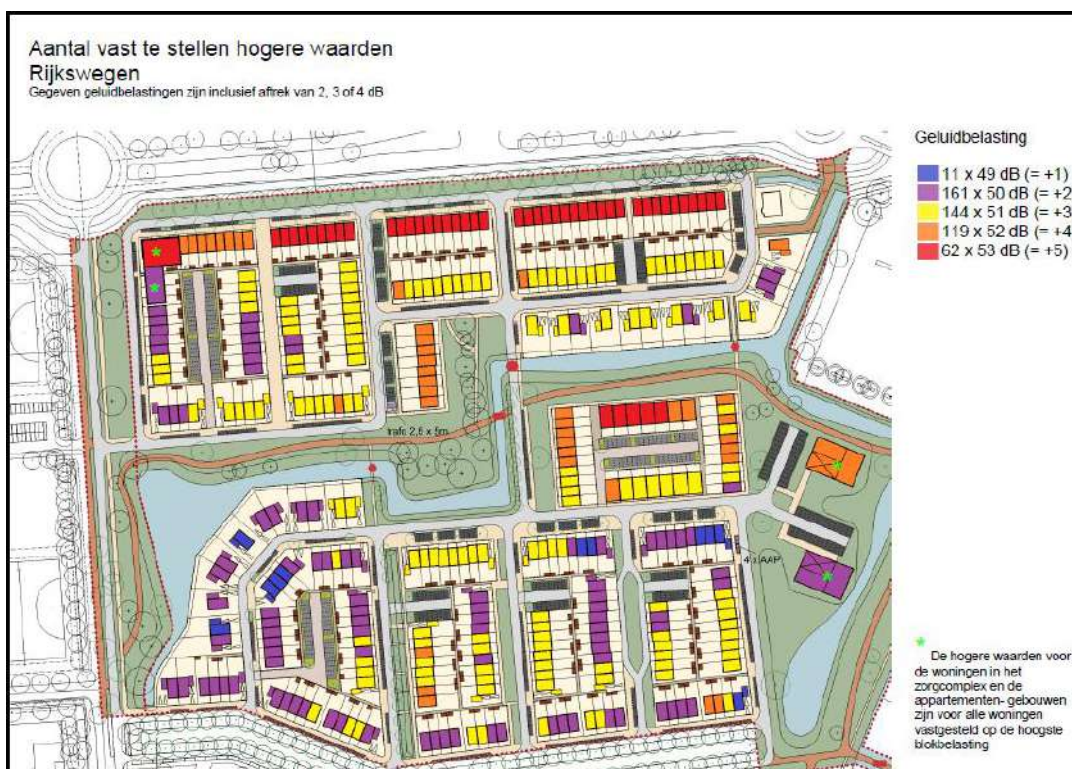 Aantal vast te stellen hogere waarden
Rijkswegen
Gegeven geluidbelastingen zijn inclusief aftrek van 2, 3 of 4 dB
Geluidbelasting
11 x 49 dB (= +1)
161 x 50 dB (= +2
144 x 51 dB (= +3
119 x 52 dB (= +4
62 x 53 dB (= +5)
trafo 2,5 x 5m
* De hogere waarden voor
de woningen in het
zorgcomplex en de
appartementen- gebouwen
zijn voor alle woningen
vastgesteld op de hoogste
blokbelasting